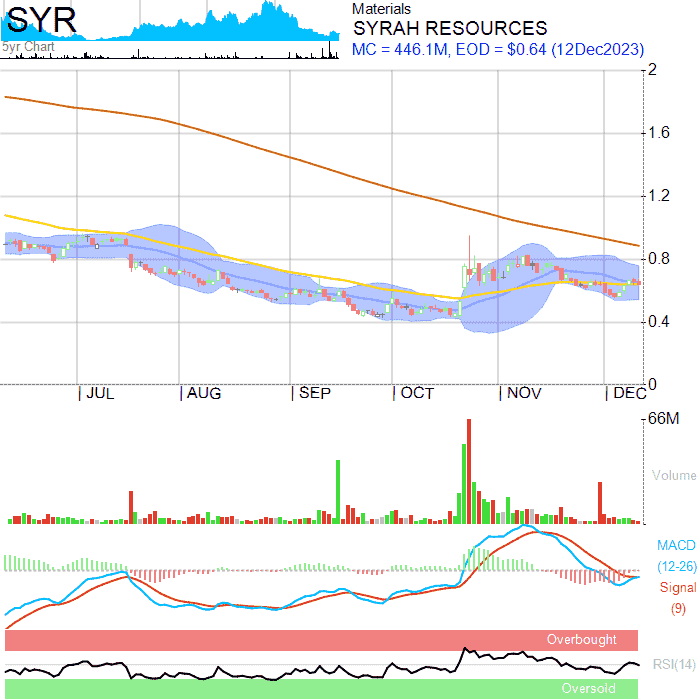 SYR
5yr Chart
Materials
SYRAH RESOURCES
MC = 446.1M, EOD = $0.64 (12Dec2023)
2
1.6
1.2
0.8
0.4
0
JUL
AUG
SEP
OCT
NOV
DEC
66M
Volume
MACD
(12-26)
Signal
(9)
Overbought
RSI(14)
Oversold